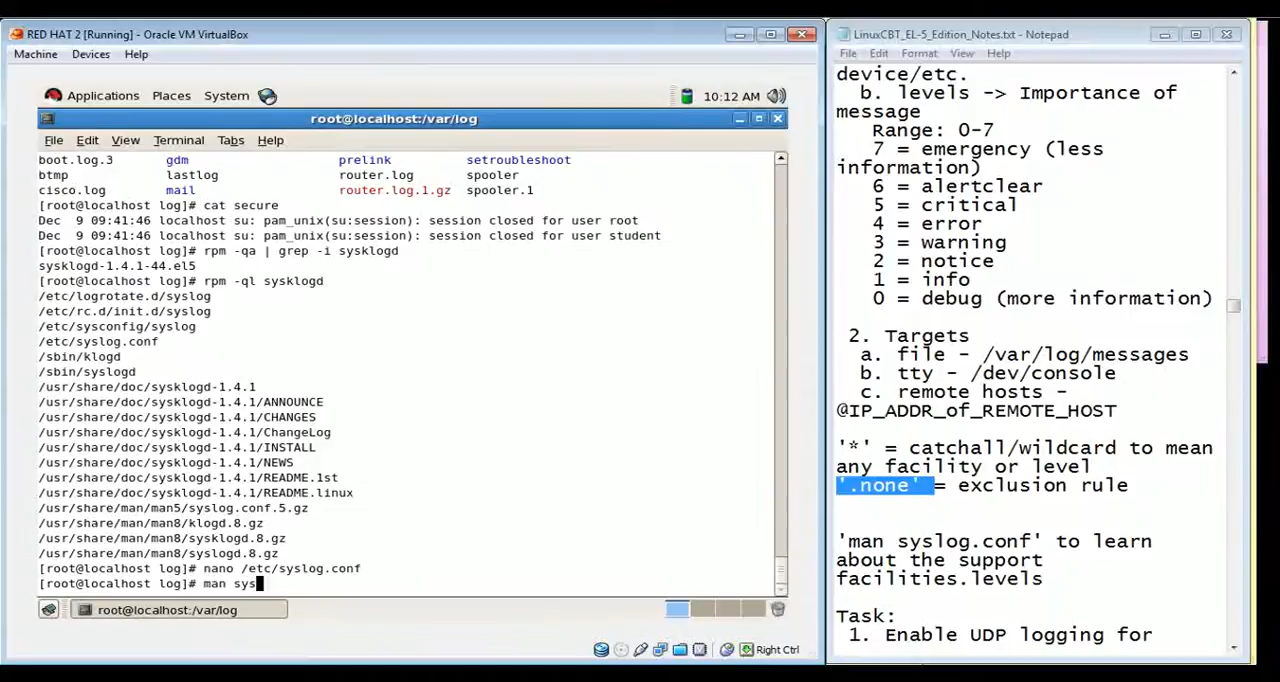 RED HAT 2 [Running] - Oracle VM VirtualBox
Machine Devices Help
Applications Places System 10:12 AM
root@localhost:/var/log
File Edit View Terminal Tabs Help
boot.log.3 gdm prelink setroubleshoot
btmp lastlog router.log spooler
cisco.log mail router.log.1.gz spooler.1
[root@localhost log]# cat secure
Dec  9 09:41:46 localhost su: pam_unix(su:session): session closed for user root
Dec  9 09:41:46 localhost su: pam_unix(su:session): session closed for user student
[root@localhost log]# rpm -qa | grep -i sysklogd
sysklogd-1.4.1-44.el5
[root@localhost log]# rpm -ql sysklogd
/etc/logrotate.d/syslog
/etc/rc.d/init.d/syslog
/etc/sysconfig/syslog
/etc/syslog.conf
/sbin/klogd
/sbin/syslogd
/usr/share/doc/sysklogd-1.4.1
/usr/share/doc/sysklogd-1.4.1/ANNOUNCE
/usr/share/doc/sysklogd-1.4.1/CHANGES
/usr/share/doc/sysklogd-1.4.1/ChangeLog
/usr/share/doc/sysklogd-1.4.1/INSTALL
/usr/share/doc/sysklogd-1.4.1/NEWS
/usr/share/doc/sysklogd-1.4.1/README.1st
/usr/share/doc/sysklogd-1.4.1/README.linux
/usr/share/man/man5/syslog.conf.5.gz
/usr/share/man/man8/klogd.8.gz
/usr/share/man/man8/sysklogd.8.gz
/usr/share/man/man8/syslogd.8.gz
[root@localhost log]# nano /etc/syslog.conf
[root@localhost log]# man sys
root@localhost:/var/log
Right Ctrl
LinuxCBT_EL-5_Edition_Notes.txt - Notepad
File Edit Format View Help
device/etc.
b. levels -> Importance of
message
Range: 0-7
7 = emergency (less
information)
6 = alertclear
5 = critical
4 = error
3 = warning
2 = notice
1 = info
0 = debug (more information)
2. Targets
a. file - /var/log/messages
b. tty - /dev/console
c. remote hosts -
@IP_ADDR_of_REMOTE_HOST
'*' = catchall/wildcard to mean
any facility or level
'.none' = exclusion rule
'man syslog.conf' to learn
about the support
facilities.levels
Task:
1. Enable UDP logging for